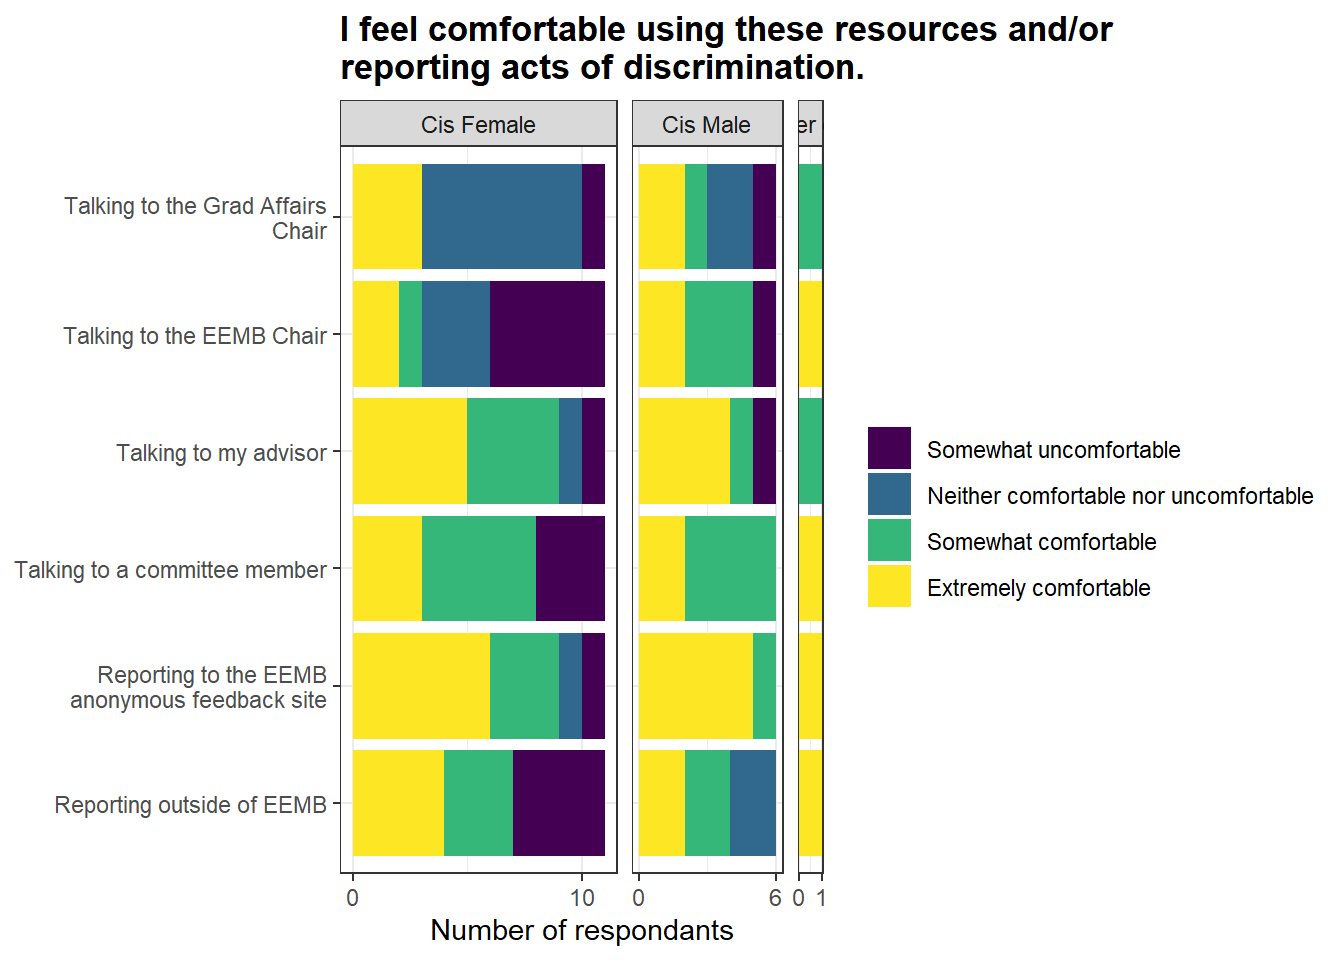 I feel comfortable using these resources and/or
reporting acts of discrimination.
Cis Female
Cis Male
Talking to the Grad Affairs
Chair
Talking to the EEMB Chair
Talking to my advisor
Talking to a committee member
Reporting to the EEMB
anonymous feedback site
Reporting outside of EEMB
0 10 0 6 0 1
Number of respondants
Somewhat uncomfortable
Neither comfortable nor uncomfortable
Somewhat comfortable
Extremely comfortable